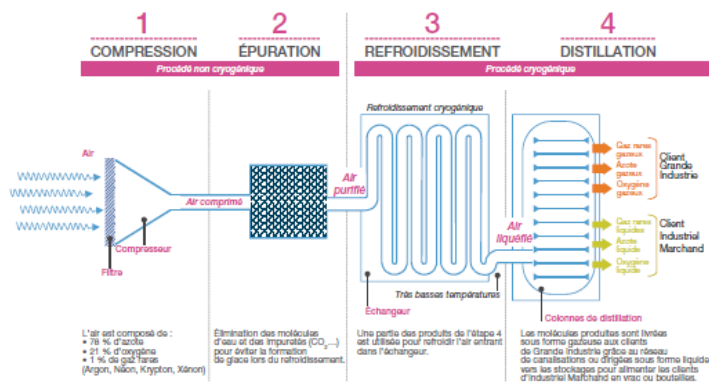 1
2
3
4
COMPRESSION
ÉPURATION
REFROIDISSEMENT
DISTILLATION
Procédé non cryogénique
Procédé cryogénique
Refroidissement cryogénique
Air
Air comprimé
Compresseur
Filtre
Air
purifié
Air
liquéfié
Échangeur
Très basses températures
Gaz rares
gazeux
Azote
gazeux
Oxygène
gazeux
Client
Grande
Industrie
Gaz rares
liquides
Azote
liquide
Oxygène
liquide
Client
Industriel
Marchand
Colonnes de distillation
L'air est composé de :
• 78 % d'azote
• 21 % d'oxygène
• 1 % de gaz rares
(Argon, Néon, Krypton, Xénon)
Élimination des molécules
d'eau et des impuretés (CO2...)
pour éviter la formation
de glace lors du refroidissement.
Une partie des produits de l'étape 4
est utilisée pour refroidir l'air entrant
dans l'échangeur.
Les molécules produites sont livrées
sous forme gazeuse aux clients
de Grande Industrie grâce au réseau
de canalisations ou dirigées sous forme liquide
vers les stockages pour alimenter les clients
d'Industriel Marchand en vrac ou bouteilles.